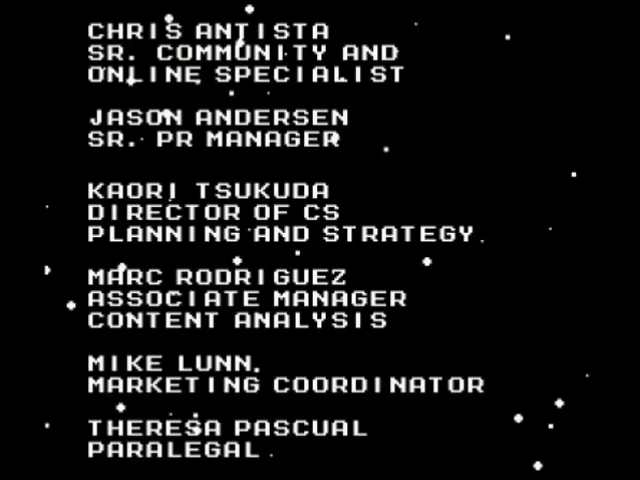 CHRIS ANTISTA
SR. COMMUNITY AND
ONLINE SPECIALIST
JASON ANDERSEN
SR. PR MANAGER
KAORI TSUKUDA
DIRECTOR OF CS
PLANNING AND STRATEGY
MARC RODRIGUEZ
ASSOCIATE MANAGER
CONTENT ANALYSIS
MIKE LUNN.
MARKETING COORDINATOR
THERESA PASCUAL
PARALEGAL